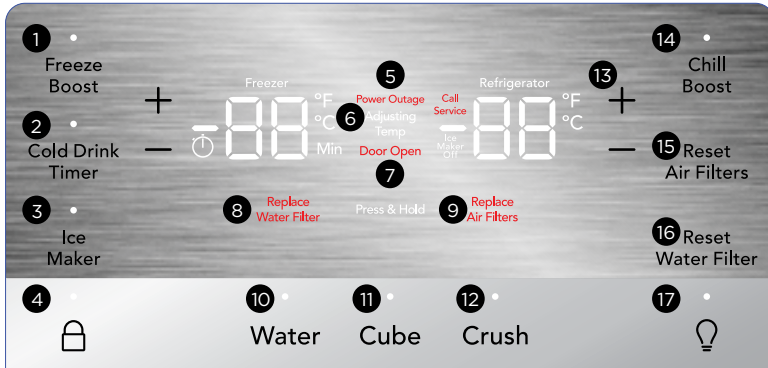 1
Freeze
Boost
2
Cold Drink
Timer
3
Ice
Maker
4
+
−
Freezer
-88
°F
°C
Min
5
Power Outage
6
Adjusting
Temp
Door Open
7
Call
Service
Ice
Maker
Off
Refrigerator
-88
°F
°C
13
+
−
8
Replace
Water Filter
Press & Hold
9
Replace
Air Filters
14
Chill
Boost
15
Reset
Air Filters
16
Reset
Water Filter
10
Water
11
Cube
12
Crush
17